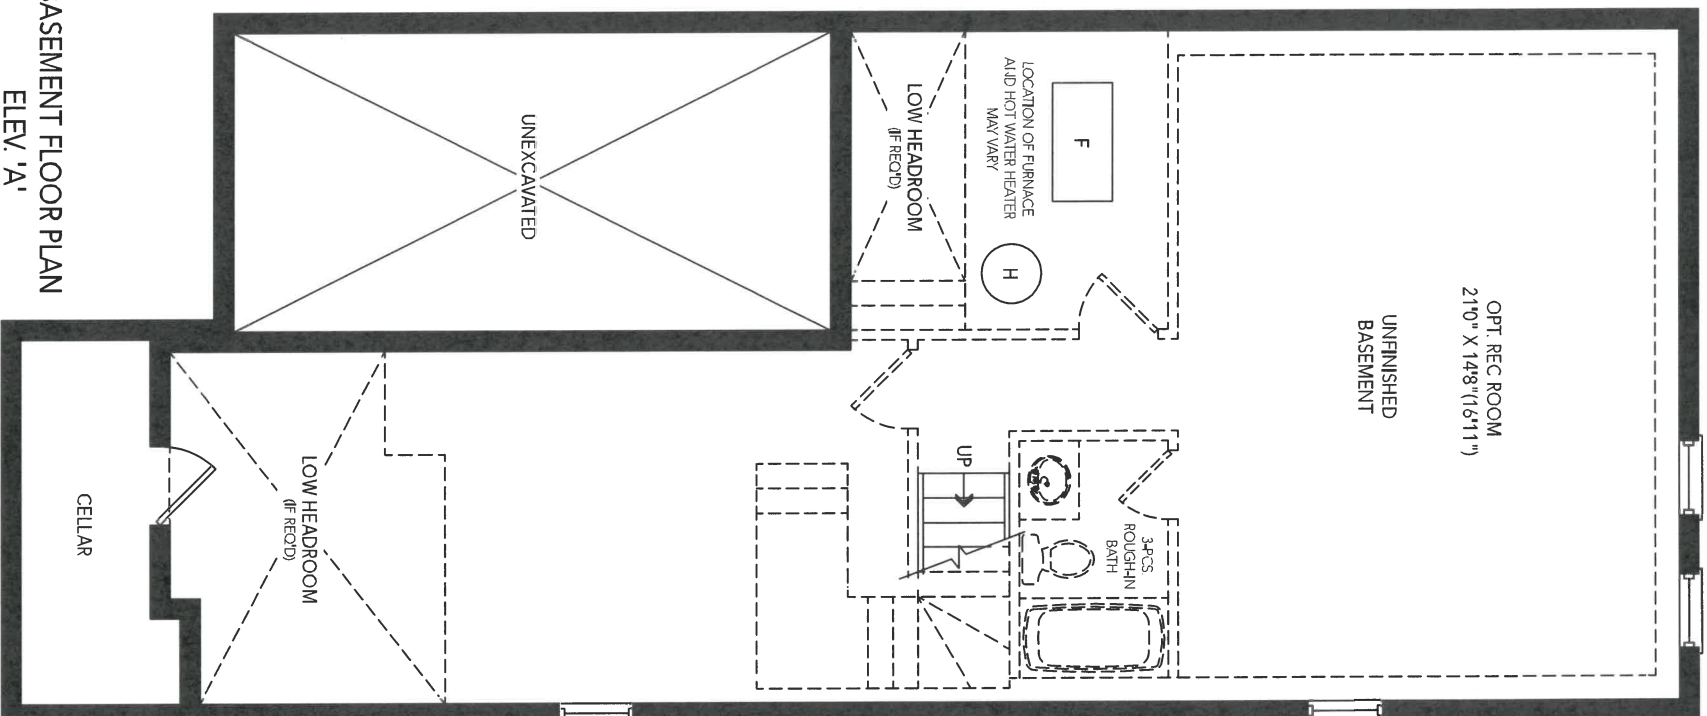 OPT. REC ROOM
21'0" X 14'8"(16'11")
UNFINISHED
BASEMENT
3-PCS
ROUGH-IN
BATH
F
H
LOCATION OF FURNACE
AND HOT WATER HEATER
MAY VARY
UP
LOW HEADROOM
(IF REQ'D)
UNEXCAVATED
LOW HEADROOM
(IF REQ'D)
CELLAR
BASEMENT FLOOR PLAN
ELEV. 'A'